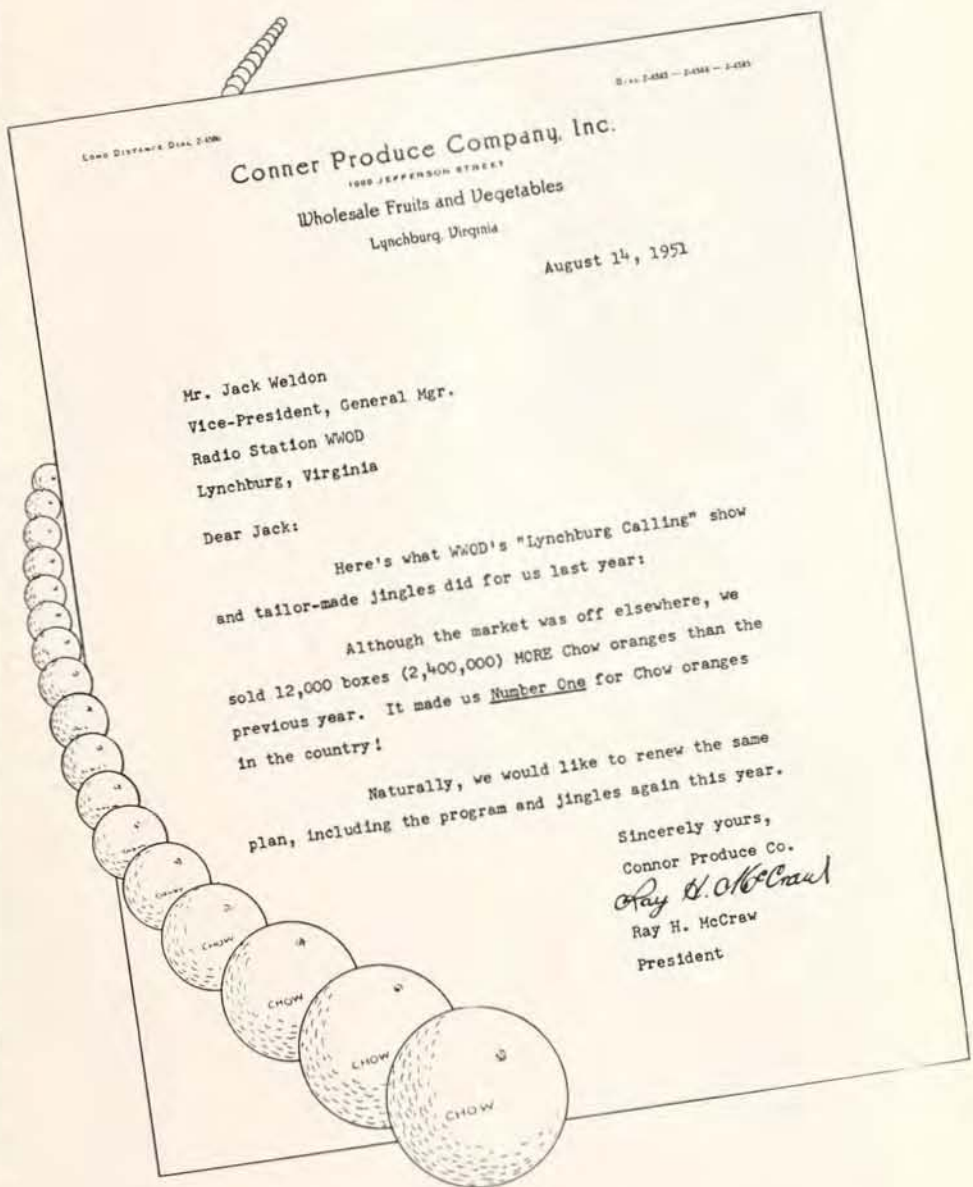 LONG DISTANCE DIAL
Conner Produce Company, Inc.
JEFFERSON STREET
Wholesale Fruits and Vegetables
Lynchburg, Virginia
August 14, 1951
Mr. Jack Weldon
Vice-President, General Mgr.
Radio Station WWOD
Lynchburg, Virginia
Dear Jack:
Here's what WWOD's "Lynchburg Calling" show
and tailor-made jingles did for us last year:
Although the market was off elsewhere, we
sold 12,000 boxes (2,400,000) MORE Chow oranges than the
previous year. It made us Number One for Chow oranges
in the country!
Naturally, we would like to renew the same
plan, including the program and jingles again this year.
Sincerely yours,
Connor Produce Co.
Ray H. McCraw
Ray H. McCraw
President
CHOW
CHOW
CHOW
CHOW
CHOW